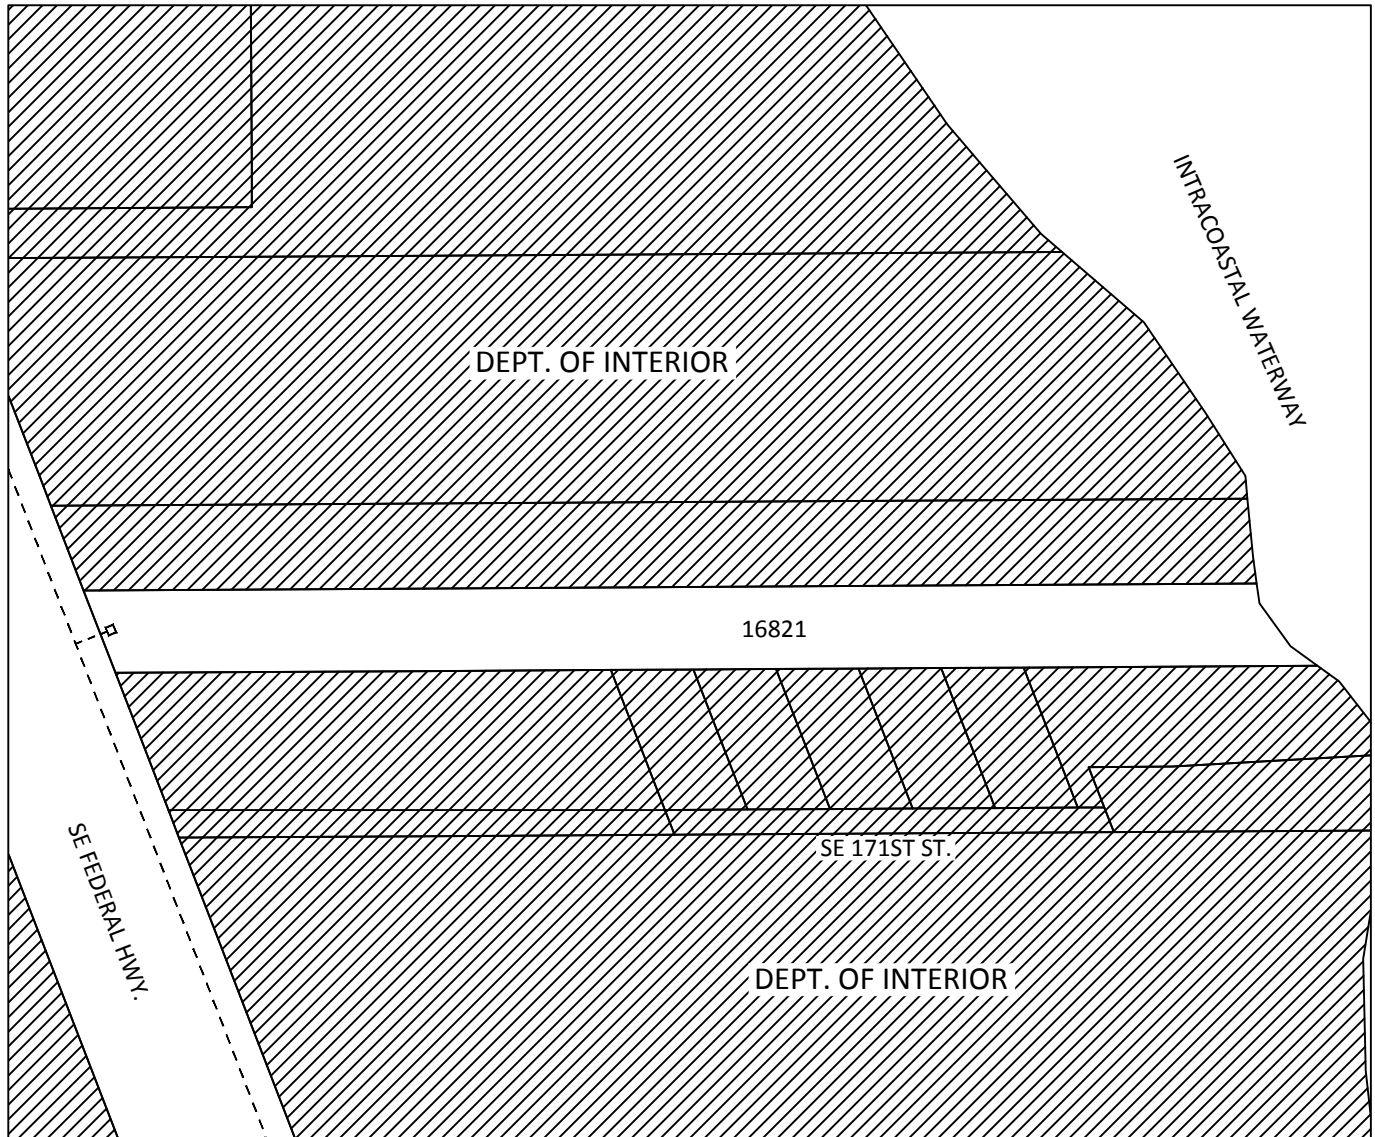 INTRACOASTAL WATERWAY
DEPT. OF INTERIOR
16821
SE 171ST ST.
SE FEDERAL HWY.
DEPT. OF INTERIOR